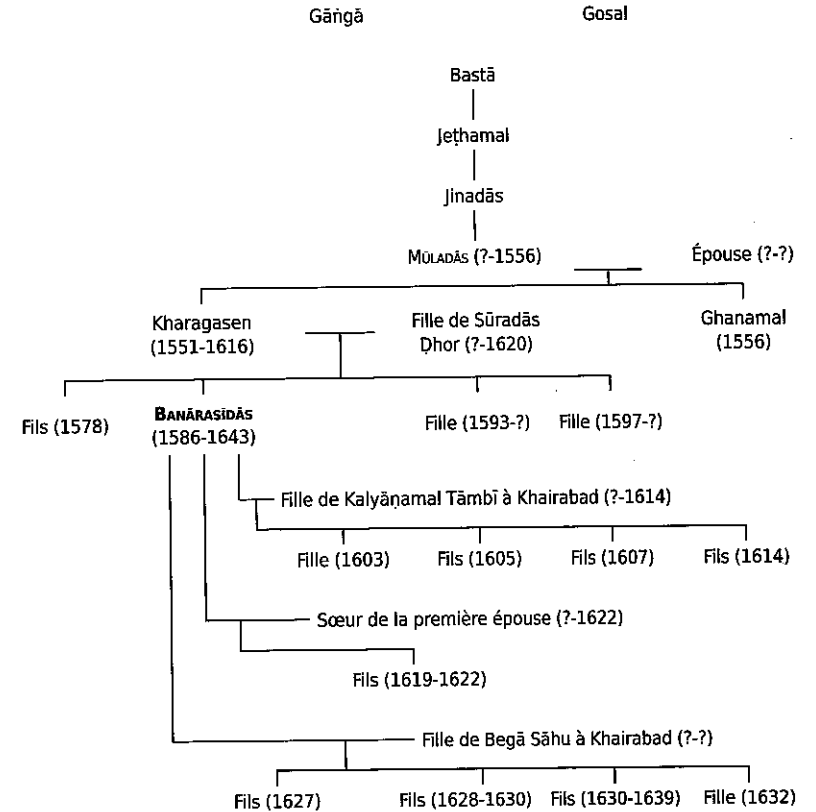 Gāṅgā Gosal
Bastā
Jeṭhamal
Jinadās
Mūladās (?-1556) Épouse (?-?)
Kharagasen Fille de Sūradās Ghanamal
(1551-1616) Ḍhor (?-1620) (1556)
Fils (1578) Banārasīdās Fille (1593-?) Fille (1597-?)
(1586-1643)
Fille de Kalyāṇamal Tāmbī à Khairabad (?-1614)
Fille (1603) Fils (1605) Fils (1607) Fils (1614)
Sœur de la première épouse (?-1622)
Fils (1619-1622)
Fille de Begā Sāhu à Khairabad (?-?)
Fils (1627) Fils (1628-1630) Fils (1630-1639) Fille (1632)